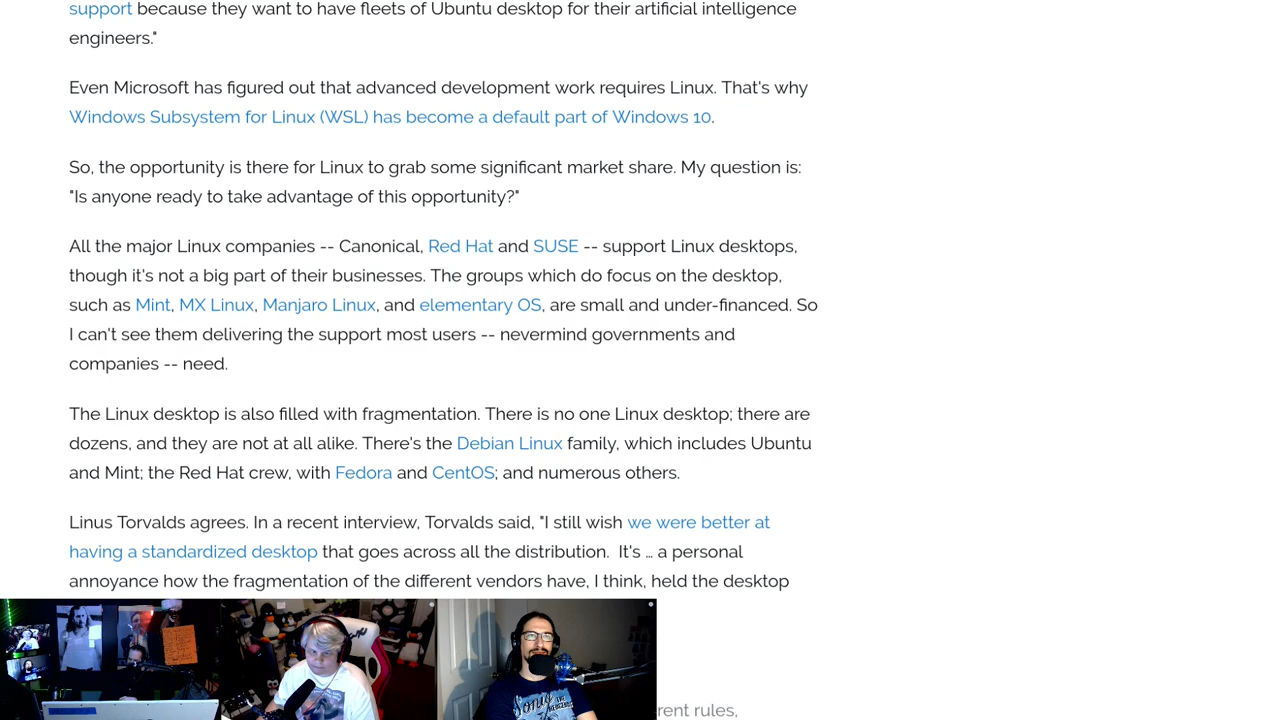 support because they want to have fleets of Ubuntu desktop for their artificial intelligence
engineers."
Even Microsoft has figured out that advanced development work requires Linux. That's why
Windows Subsystem for Linux (WSL) has become a default part of Windows 10.
So, the opportunity is there for Linux to grab some significant market share. My question is:
"Is anyone ready to take advantage of this opportunity?"
All the major Linux companies -- Canonical, Red Hat and SUSE -- support Linux desktops,
though it's not a big part of their businesses. The groups which do focus on the desktop,
such as Mint, MX Linux, Manjaro Linux, and elementary OS, are small and under-financed. So
I can't see them delivering the support most users -- nevermind governments and
companies -- need.
The Linux desktop is also filled with fragmentation. There is no one Linux desktop; there are
dozens, and they are not at all alike. There's the Debian Linux family, which includes Ubuntu
and Mint; the Red Hat crew, with Fedora and CentOS; and numerous others.
Linus Torvalds agrees. In a recent interview, Torvalds said, "I still wish we were better at
having a standardized desktop that goes across all the distribution.  It's … a personal
annoyance how the fragmentation of the different vendors have, I think, held the desktop
rent rules,
Sonic